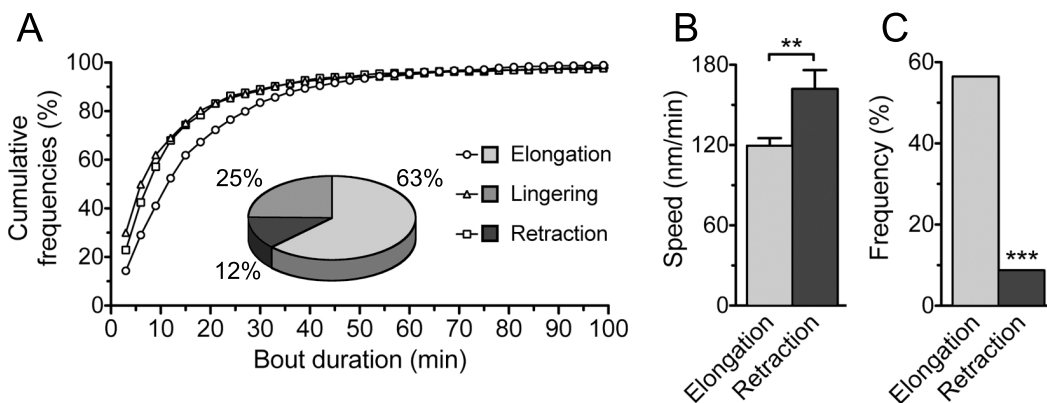 A
Cumulative
frequencies (%)
100
80
60
40
20
0
0 10 20 30 40 50 60 70 80 90 100
Bout duration (min)
25%
63%
12%
Elongation
Lingering
Retraction
B
Speed (nm/min)
180
120
60
0
**
Elongation
Retraction
C
Frequency (%)
60
40
20
0
***
Elongation
Retraction